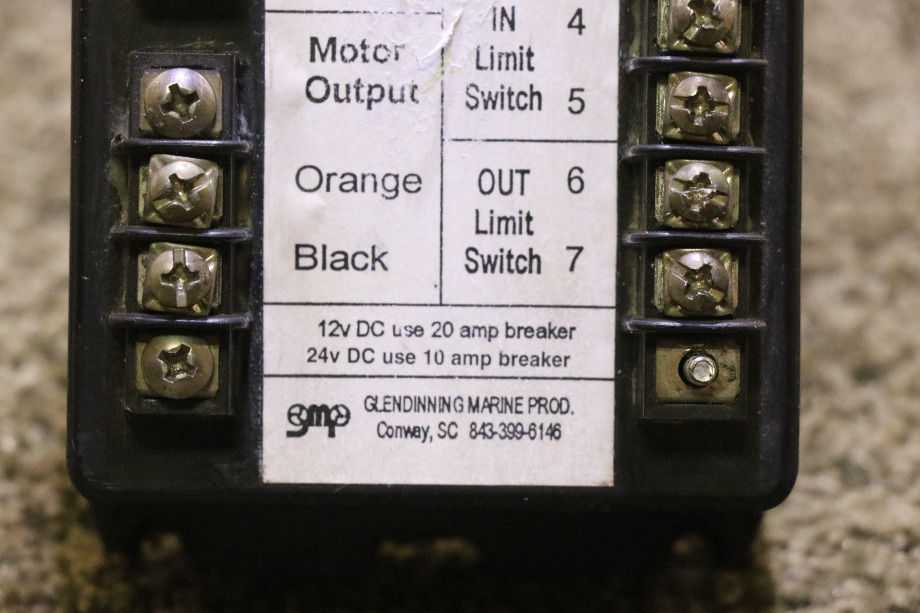 Motor
Output
Orange
Black
IN 4
Limit
Switch 5
OUT 6
Limit
Switch 7
12v DC use 20 amp breaker
24v DC use 10 amp breaker
gmp GLENDINNING MARINE PROD.
Conway, SC 843-399-6146